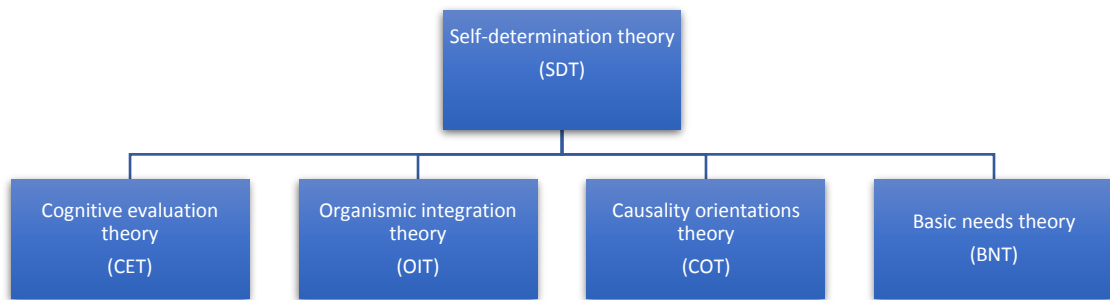 Self-determination theory
(SDT)
Cognitive evaluation
theory
(CET)
Organismic integration
theory
(OIT)
Causality orientations
theory
(COT)
Basic needs theory
(BNT)